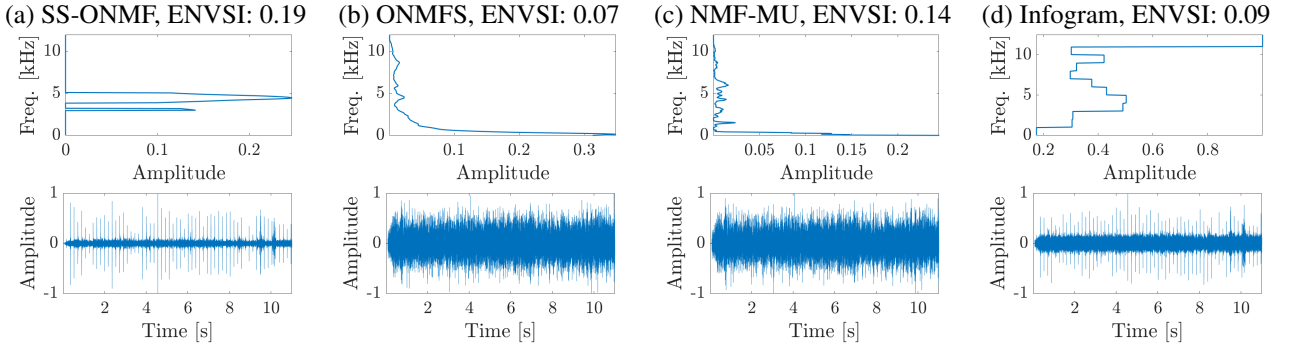 (a) SS-ONMF, ENVSI: 0.19
Freq. [kHz]
10
5
0
0 0.1 0.2
Amplitude
Amplitude
1
0
-1
2 4 6 8 10
Time [s]
(b) ONMFS, ENVSI: 0.07
Freq. [kHz]
10
5
0
0.1 0.2 0.3
Amplitude
Amplitude
1
0
-1
2 4 6 8 10
Time [s]
(c) NMF-MU, ENVSI: 0.14
Freq. [kHz]
10
5
0
0.05 0.1 0.15 0.2
Amplitude
Amplitude
1
0
-1
2 4 6 8 10
Time [s]
(d) Infogram, ENVSI: 0.09
Freq. [kHz]
10
5
0
0.2 0.4 0.6 0.8
Amplitude
Amplitude
1
0
-1
2 4 6 8 10
Time [s]